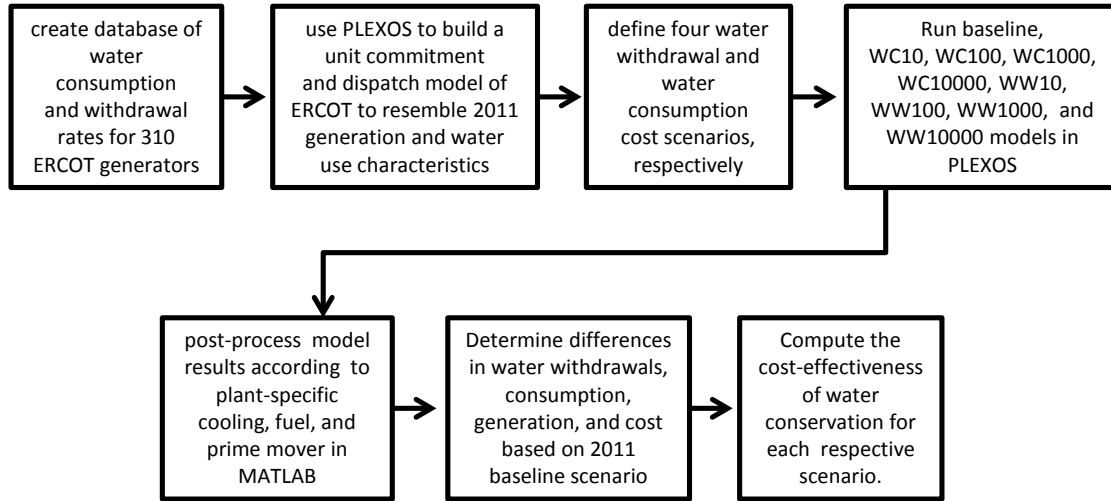 create database of
water
consumption
and withdrawal
rates for 310
ERCOT generators
use PLEXOS to build a
unit commitment
and dispatch model of
ERCOT to resemble 2011
generation and water
use characteristics
define four water
withdrawal and
water
consumption
cost scenarios,
respectively
Run baseline,
WC10, WC100, WC1000,
WC10000, WW10,
WW100, WW1000, and
WW10000 models in
PLEXOS
post-process model
results according to
plant-specific
cooling, fuel, and
prime mover in
MATLAB
Determine differences
in water withdrawals,
consumption,
generation, and cost
based on 2011
baseline scenario
Compute the
cost-effectiveness
of water
conservation for
each respective
scenario.